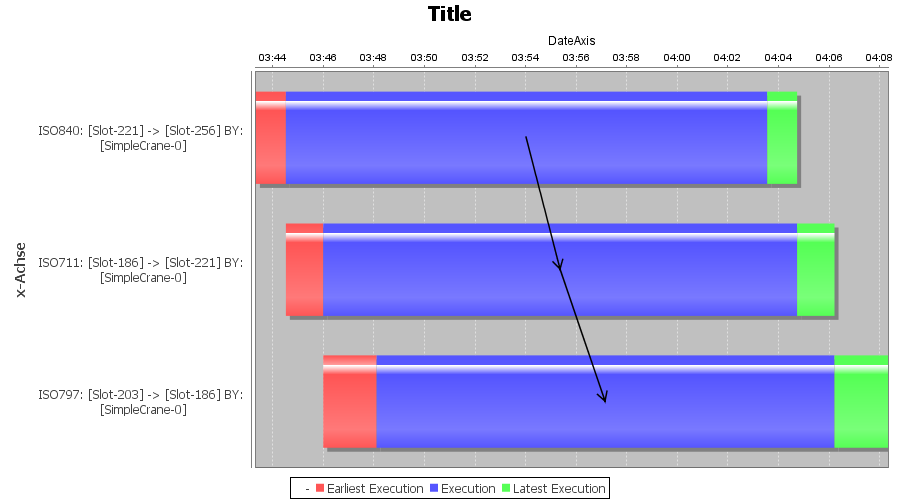 Title
DateAxis
03:44 03:46 03:48 03:50 03:52 03:54 03:56 03:58 04:00 04:02 04:04 04:06 04:08
x-Achse
ISO840: [Slot-221] -> [Slot-256] BY:
[SimpleCrane-0]
ISO711: [Slot-186] -> [Slot-221] BY:
[SimpleCrane-0]
ISO797: [Slot-203] -> [Slot-186] BY:
[SimpleCrane-0]
- Earliest Execution Execution Latest Execution